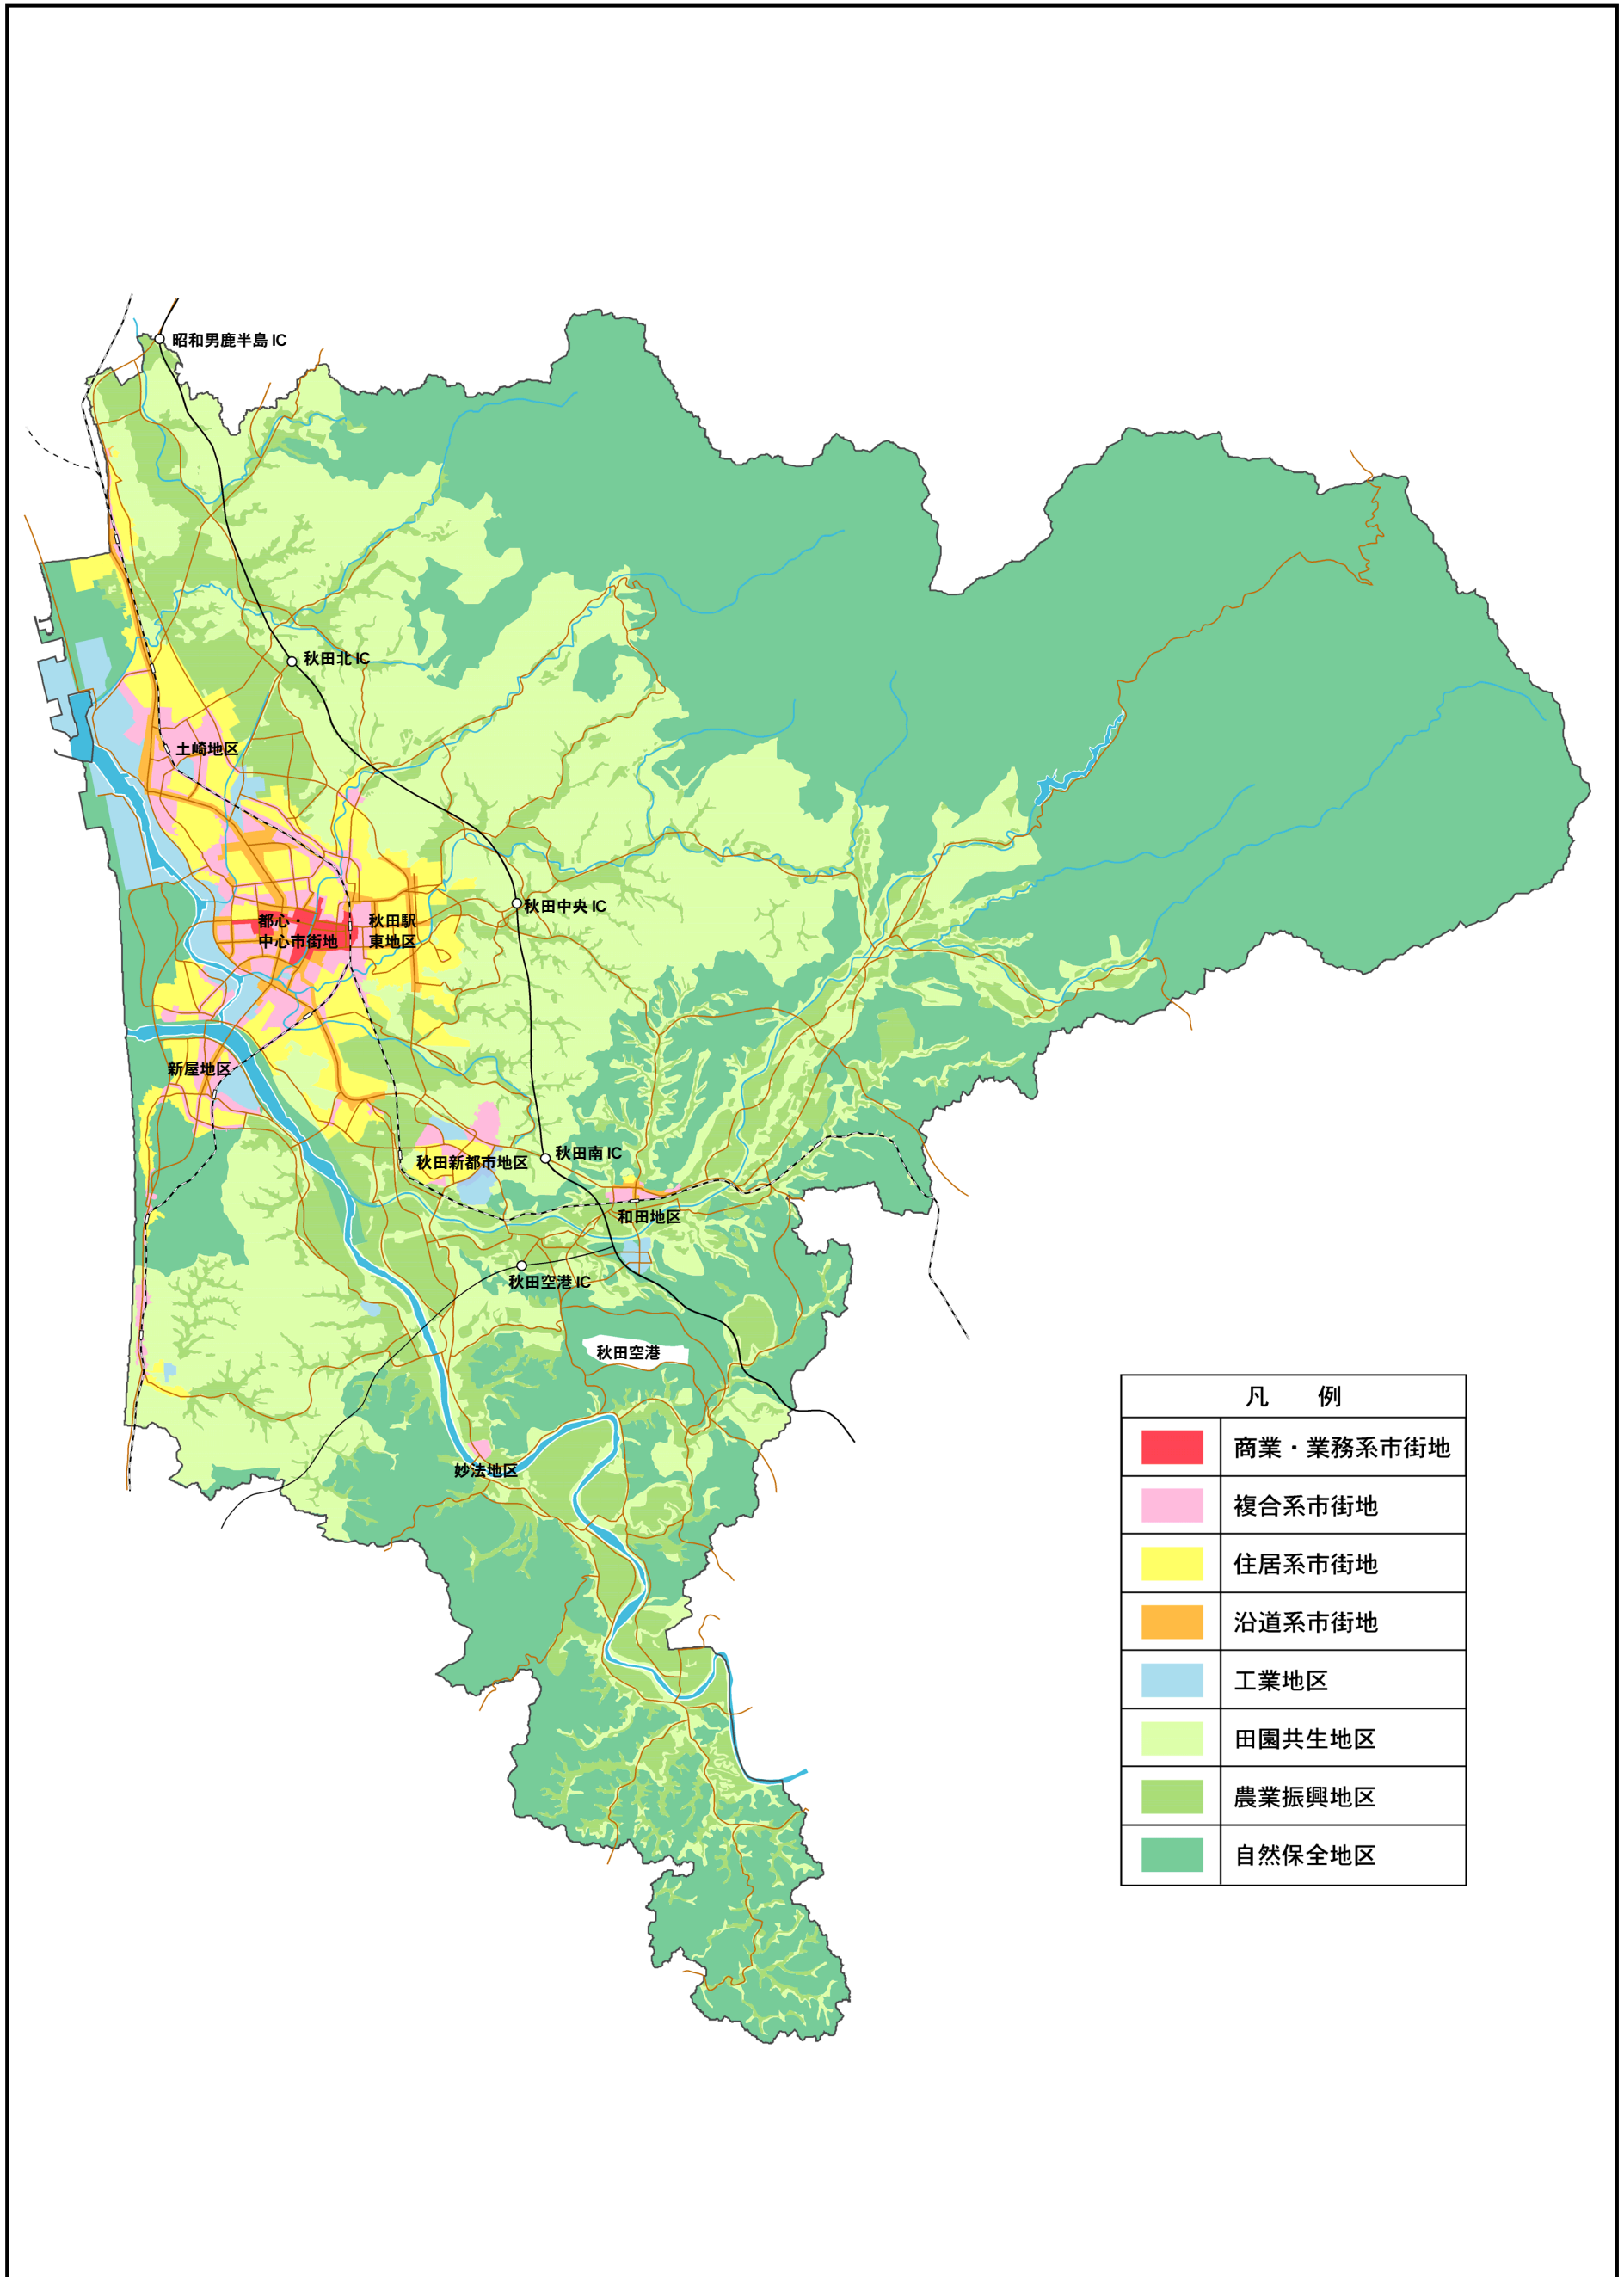 昭和男鹿半島 IC
秋田北 IC
土崎地区
秋田中央 IC
都心・
中心市街地
秋田駅
東地区
新屋地区
秋田南 IC
秋田新都市地区
和田地区
秋田空港 IC
秋田空港
妙法地区
凡 例
商業・業務系市街地
複合系市街地
住居系市街地
沿道系市街地
工業地区
田園共生地区
農業振興地区
自然保全地区